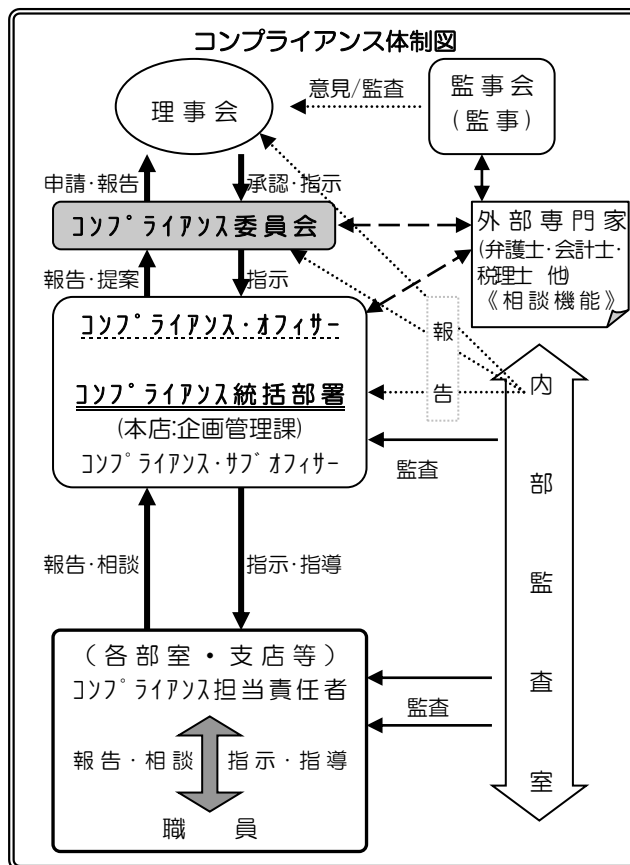 コンプライアンス体制図
理事会
意見/監査
監事会
(監事)
申請・報告
承認・指示
コンプライアンス委員会
外部専門家
(弁護士・会計士・
税理士 他)
《相談機能》
報告・提案
指示
コンプライアンス・オフィサー
コンプライアンス統括部署
(本店:企画管理課)
コンプライアンス・サブオフィサー
報告
監査
内部監査室
報告・相談
指示・指導
(各部室・支店等)
コンプライアンス担当責任者
監査
報告・相談
指示・指導
職員